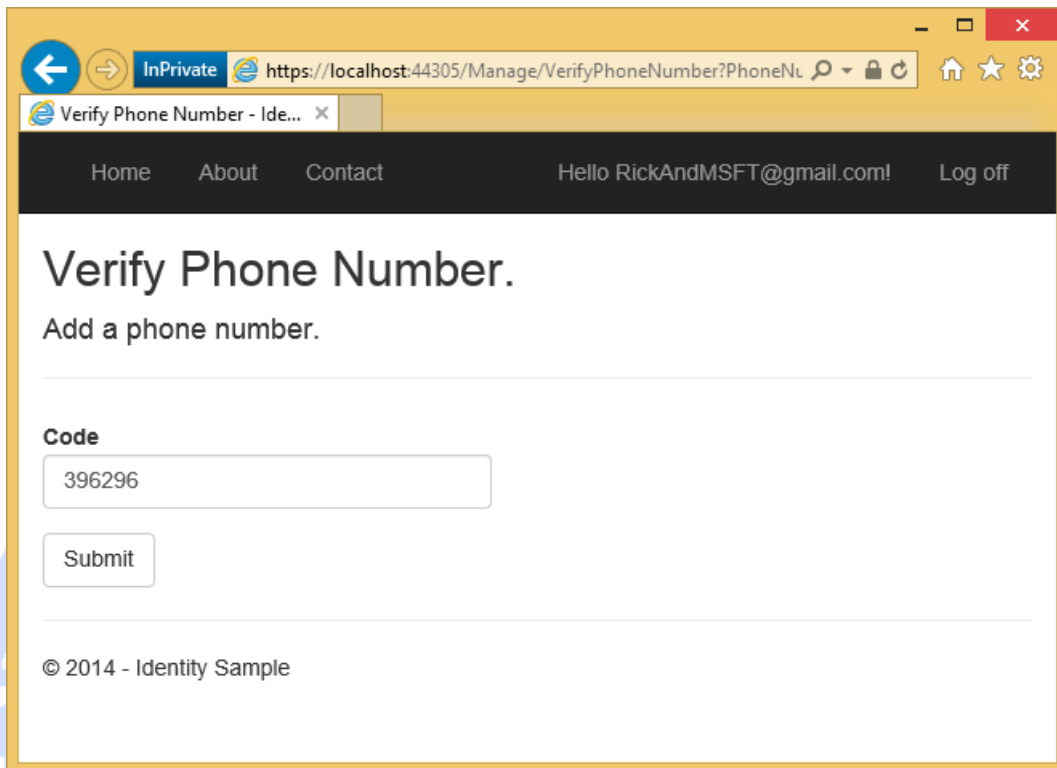 InPrivate https://localhost:44305/Manage/VerifyPhoneNumber?PhoneNu
Verify Phone Number - Ide...
Home About Contact Hello RickAndMSFT@gmail.com! Log off
Verify Phone Number.
Add a phone number.
Code
396296
Submit
© 2014 - Identity Sample